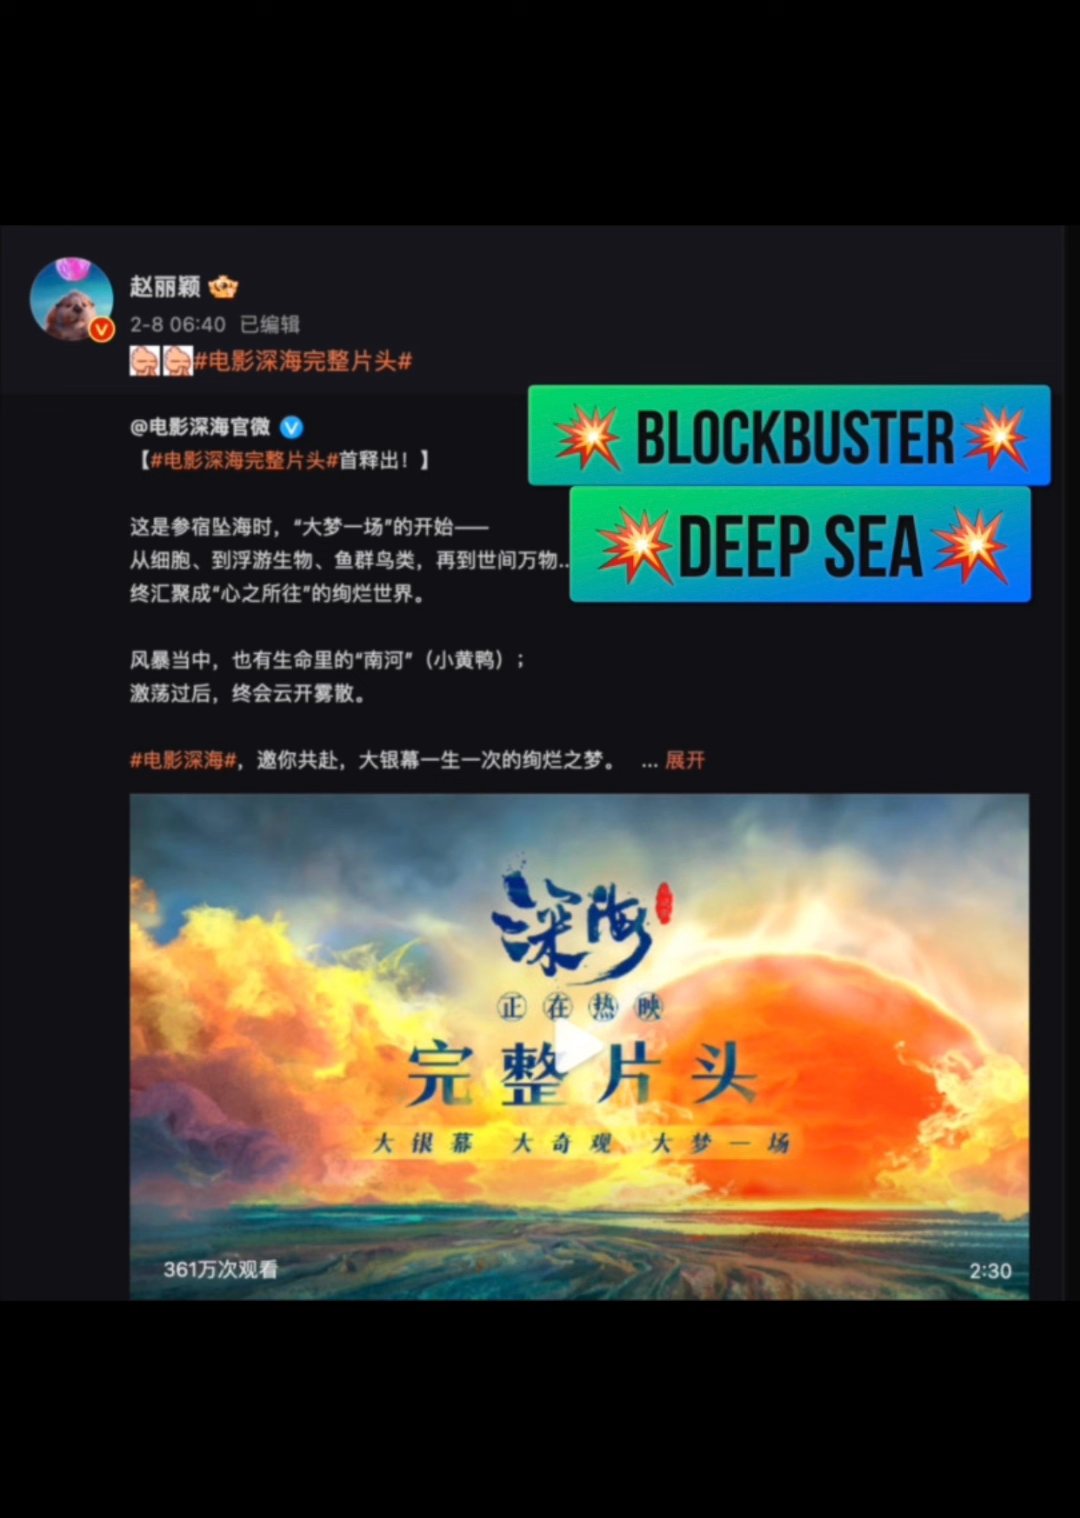 赵丽颖
2-8 06:40 已编辑
#电影深海完整片头#
@电影深海官微
【#电影深海完整片头#首释出！】
BLOCKBUSTER
DEEP SEA
这是参宿坠海时，“大梦一场”的开始——
从细胞、到浮游生物、鱼群鸟类，再到世间万物..
终汇聚成“心之所往”的绚烂世界。
风暴当中，也有生命里的“南河”（小黄鸭）；
激荡过后，终会云开雾散。
#电影深海#，邀你共赴，大银幕一生一次的绚烂之梦。 ... 展开
深海
正在热映
完整片头
大银幕 大奇观 大梦一场
361万次观看
2:30